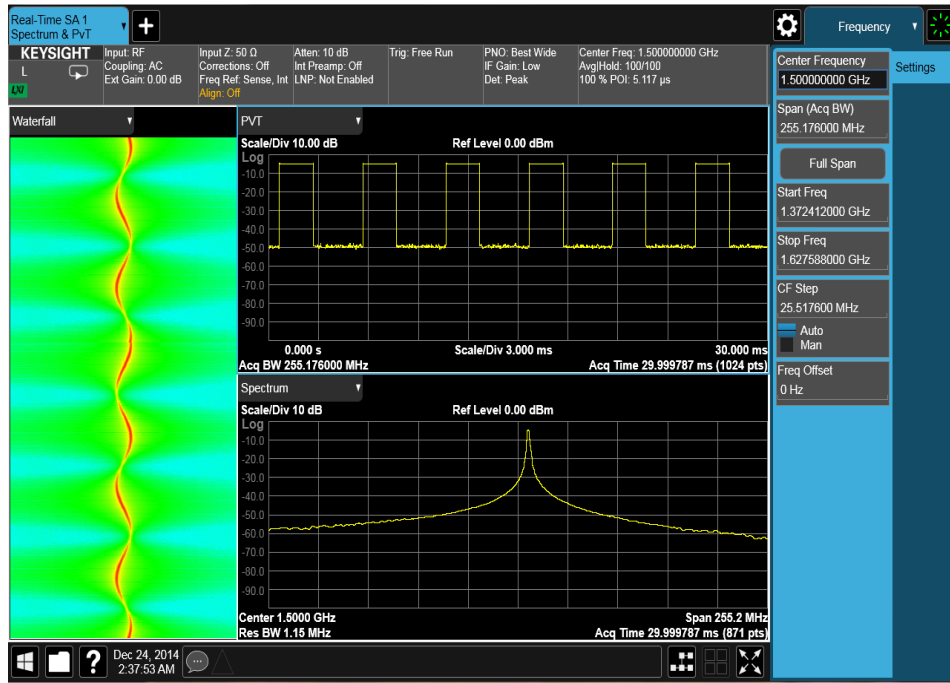 Real-Time SA 1
Spectrum & PvT
+
Frequency
KEYSIGHT
L
LXI
Input: RF
Coupling: AC
Ext Gain: 0.00 dB
Input Z: 50 Ω
Corrections: Off
Freq Ref: Sense, Int
Align: Off
Atten: 10 dB
Int Preamp: Off
LNP: Not Enabled
Trig: Free Run
PNO: Best Wide
IF Gain: Low
Det: Peak
Center Freq: 1.500000000 GHz
Avg|Hold: 100/100
100 % POI: 5.117 µs
Waterfall
PVT
Scale/Div 10.00 dB
Ref Level 0.00 dBm
Log
-10.0
-20.0
-30.0
-40.0
-50.0
-60.0
-70.0
-80.0
-90.0
0.000 s
Scale/Div 3.000 ms
30.000 ms
Acq BW 255.176000 MHz
Acq Time 29.999787 ms (1024 pts)
Spectrum
Scale/Div 10 dB
Ref Level 0.00 dBm
Log
-10.0
-20.0
-30.0
-40.0
-50.0
-60.0
-70.0
-80.0
-90.0
Center 1.5000 GHz
Span 255.2 MHz
Res BW 1.15 MHz
Acq Time 29.999787 ms (871 pts)
Center Frequency
1.500000000 GHz
Span (Acq BW)
255.176000 MHz
Full Span
Start Freq
1.372412000 GHz
Stop Freq
1.627588000 GHz
CF Step
25.517600 MHz
Auto
Man
Freq Offset
0 Hz
Settings
?
Dec 24, 2014
2:37:53 AM